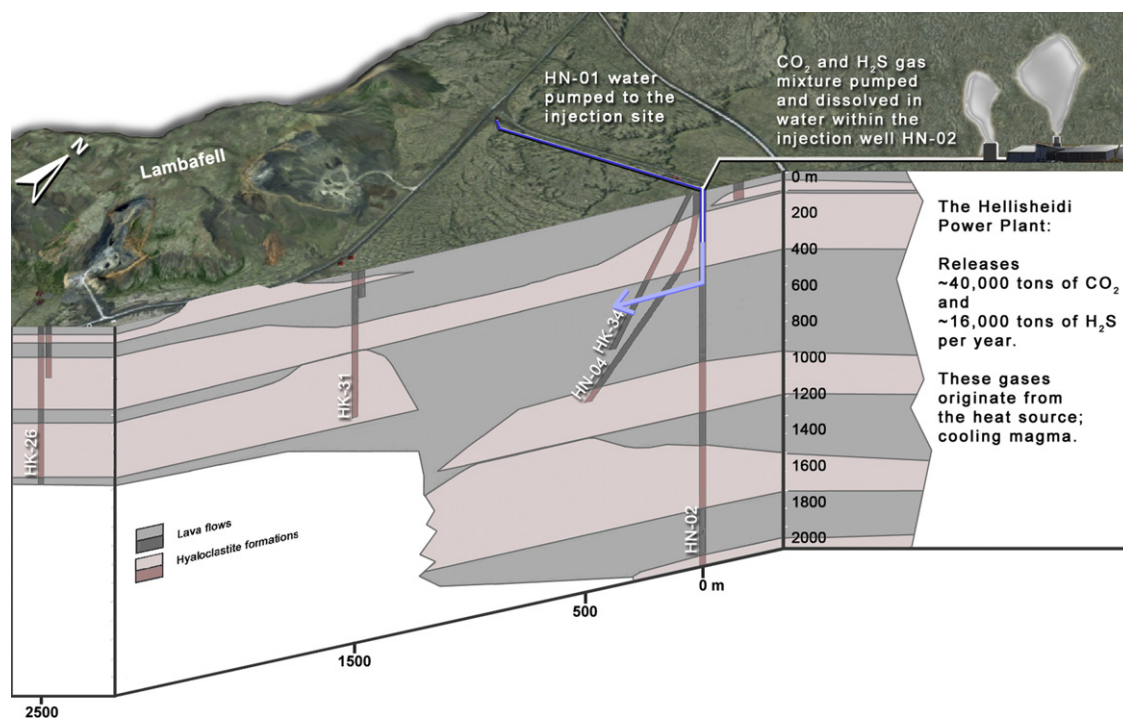 HN-01 water
pumped to the
injection site
CO₂ and H₂S gas
mixture pumped
and dissolved in
water within the
injection well HN-02
N
Lambafell
0 m
200
400
600
800
1000
1200
1400
1600
1800
2000
The Hellisheidi
Power Plant:
Releases
~40,000 tons of CO₂
and
~16,000 tons of H₂S
per year.
These gases
originate from
the heat source;
cooling magma.
HK-34
HN-04
HK-31
HK-26
HN-02
Lava flows
Hyaloclastite formations
0 m
500
1500
2500